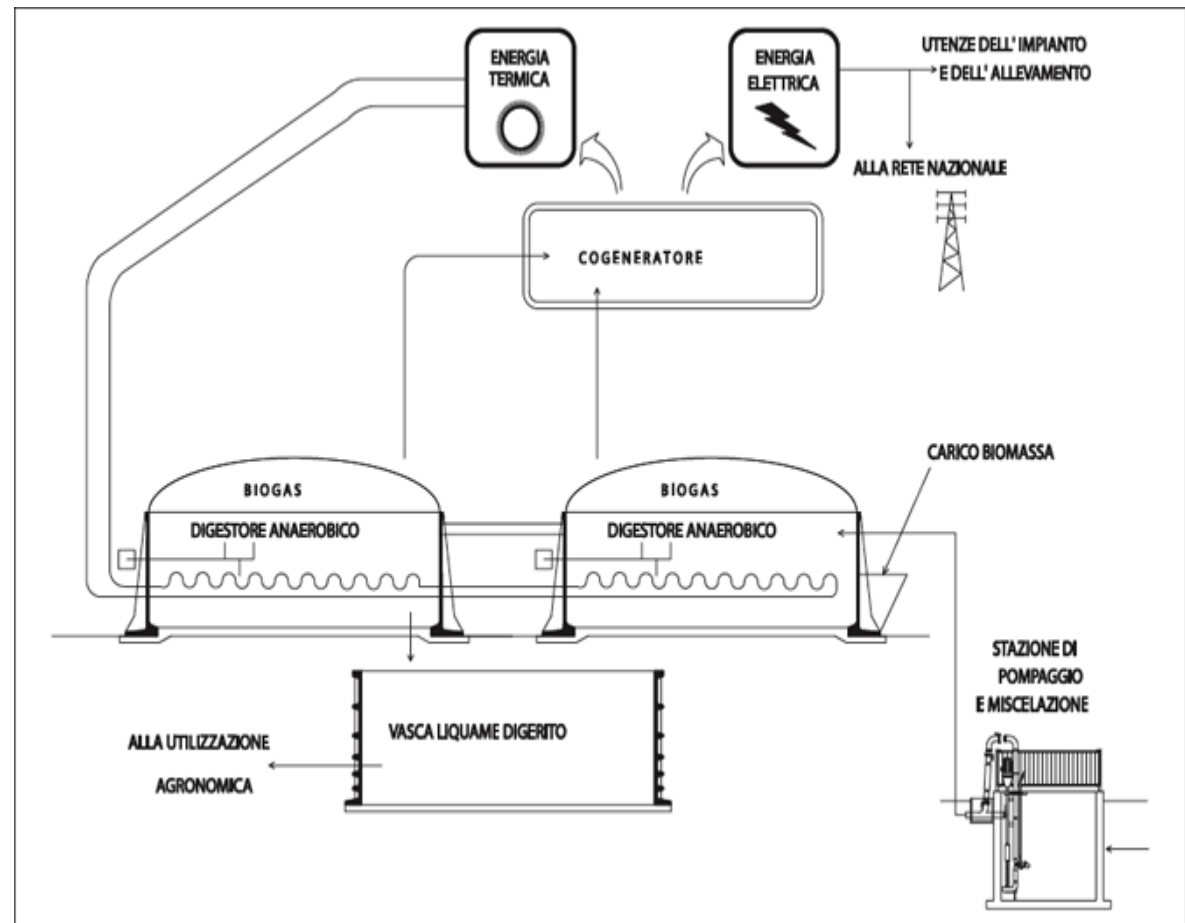 ENERGIA
TERMICA
ENERGIA
ELETTRICA
UTENZE DELL' IMPIANTO
E DELL' ALLEVAMENTO
ALLA RETE NAZIONALE
COGENERATORE
CARICO BIOMASSA
BIOGAS
DIGESTORE ANAEROBICO
BIOGAS
DIGESTORE ANAEROBICO
STAZIONE DI
POMPAGGIO
E MISCELAZIONE
VASCA LIQUAME DIGERITO
ALLA UTILIZZAZIONE
AGRONOMICA